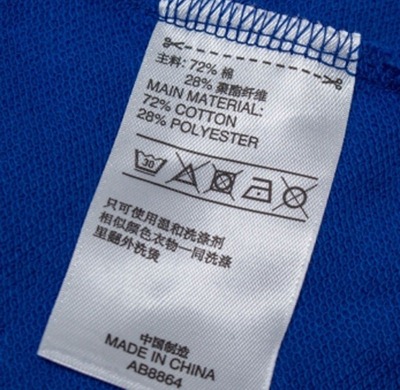 主料: 72% 棉
28% 聚酯纤维
MAIN MATERIAL:
72% COTTON
28% POLYESTER
30
只可使用温和洗涤剂
相似颜色衣物一同洗涤
里翻外洗烫
中国制造
MADE IN CHINA
AB8864